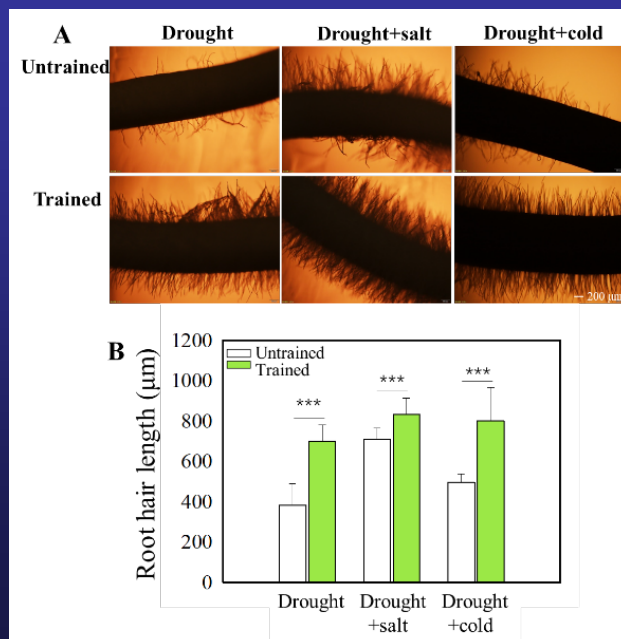 A
Drought
Drought+salt
Drought+cold
Untrained
Trained
200 μm
B
Root hair length (μm)
1200
1000
800
600
400
200
0
Untrained
Trained
***
***
***
Drought
Drought
+salt
Drought
+cold